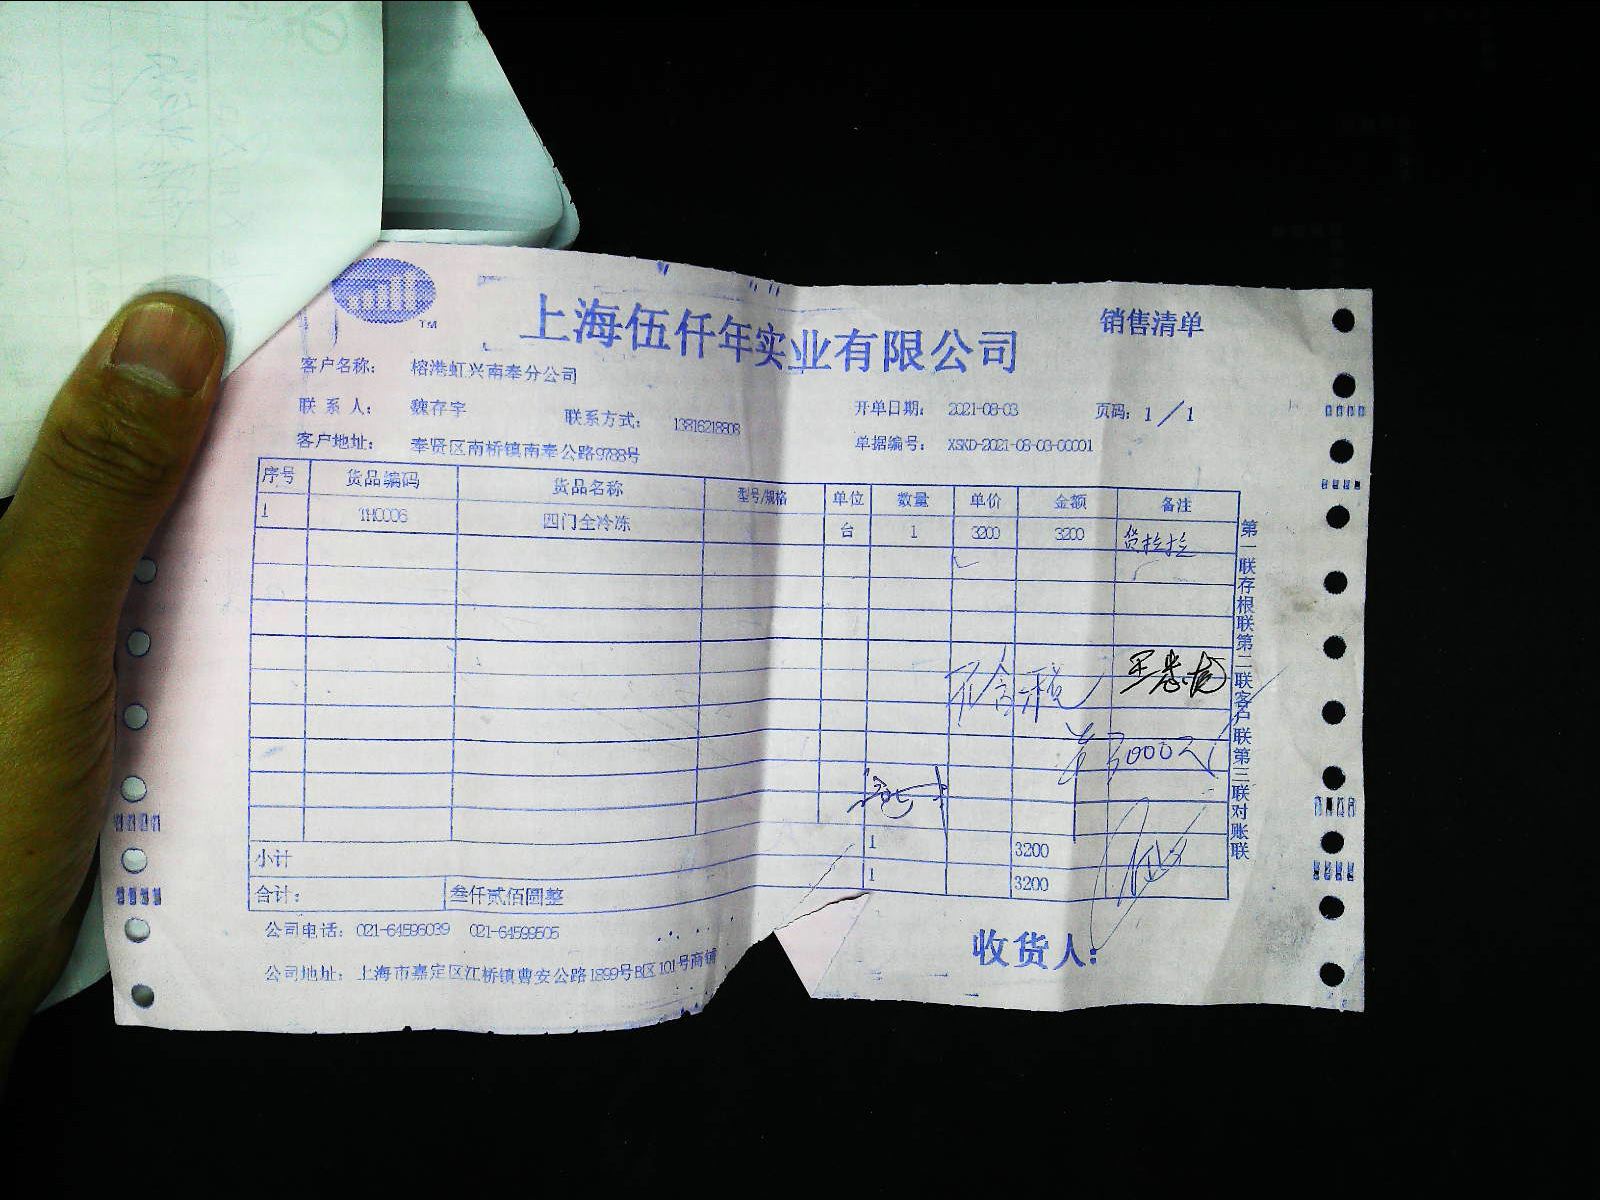 TM
上海伍仟年实业有限公司
销售清单
客户名称： 榕港虹兴南奉分公司
联系人： 魏存宇 联系方式： 13816218808 开单日期： 2021-08-03 页码：1/1
客户地址： 奉贤区南桥镇南奉公路9788号 单据编号： XSKD-2021-08-03-00001
序号 货品编码 货品名称 型号/规格 单位 数量 单价 金额 备注
1 1H0006 四门全冷冻 台 1 3200 3200 货拉拉
不含税
3000
小计 1 3200
合计： 叁仟贰佰圆整 1 3200
第一联存根联第二联客户联第三联对账联
公司电话：021-64596039 021-64599505
收货人：
公司地址：上海市嘉定区江桥镇曹安公路1899号B区101号商铺